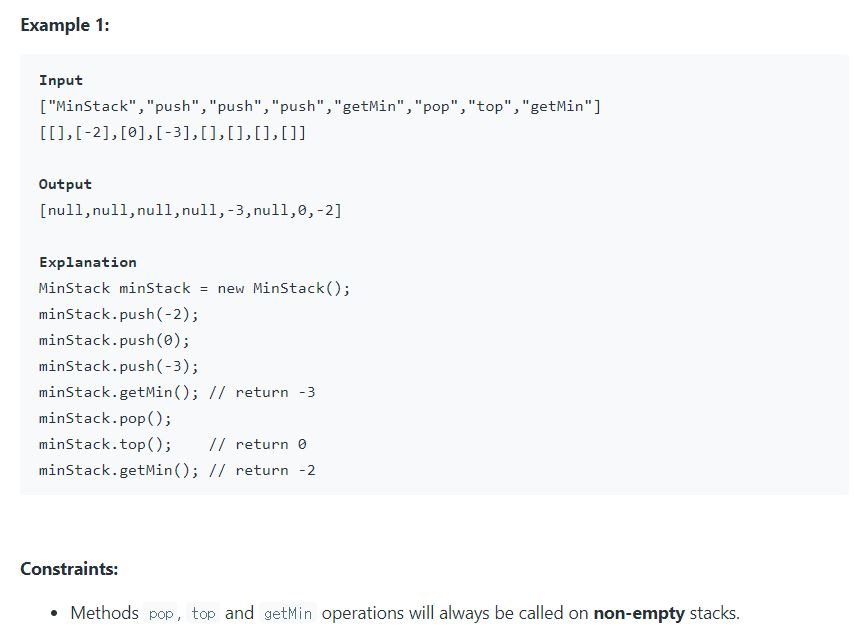 Example 1:
Input
["MinStack","push","push","push","getMin","pop","top","getMin"]
[[],[-2],[0],[-3],[],[],[],[]]
Output
[null,null,null,null,-3,null,0,-2]
Explanation
MinStack minStack = new MinStack();
minStack.push(-2);
minStack.push(0);
minStack.push(-3);
minStack.getMin(); // return -3
minStack.pop();
minStack.top();    // return 0
minStack.getMin(); // return -2
Constraints:
• Methods pop, top and getMin operations will always be called on non-empty stacks.